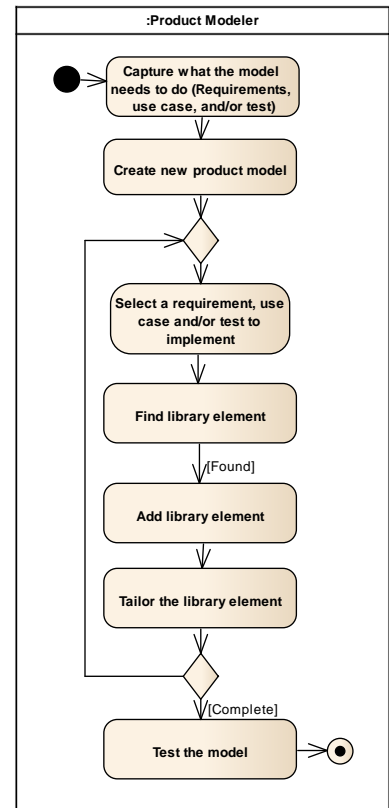 :Product Modeler
Capture what the model
needs to do (Requirements,
use case, and/or test)
Create new product model
Select a requirement, use
case and/or test to
implement
Find library element
[Found]
Add library element
Tailor the library element
[Complete]
Test the model